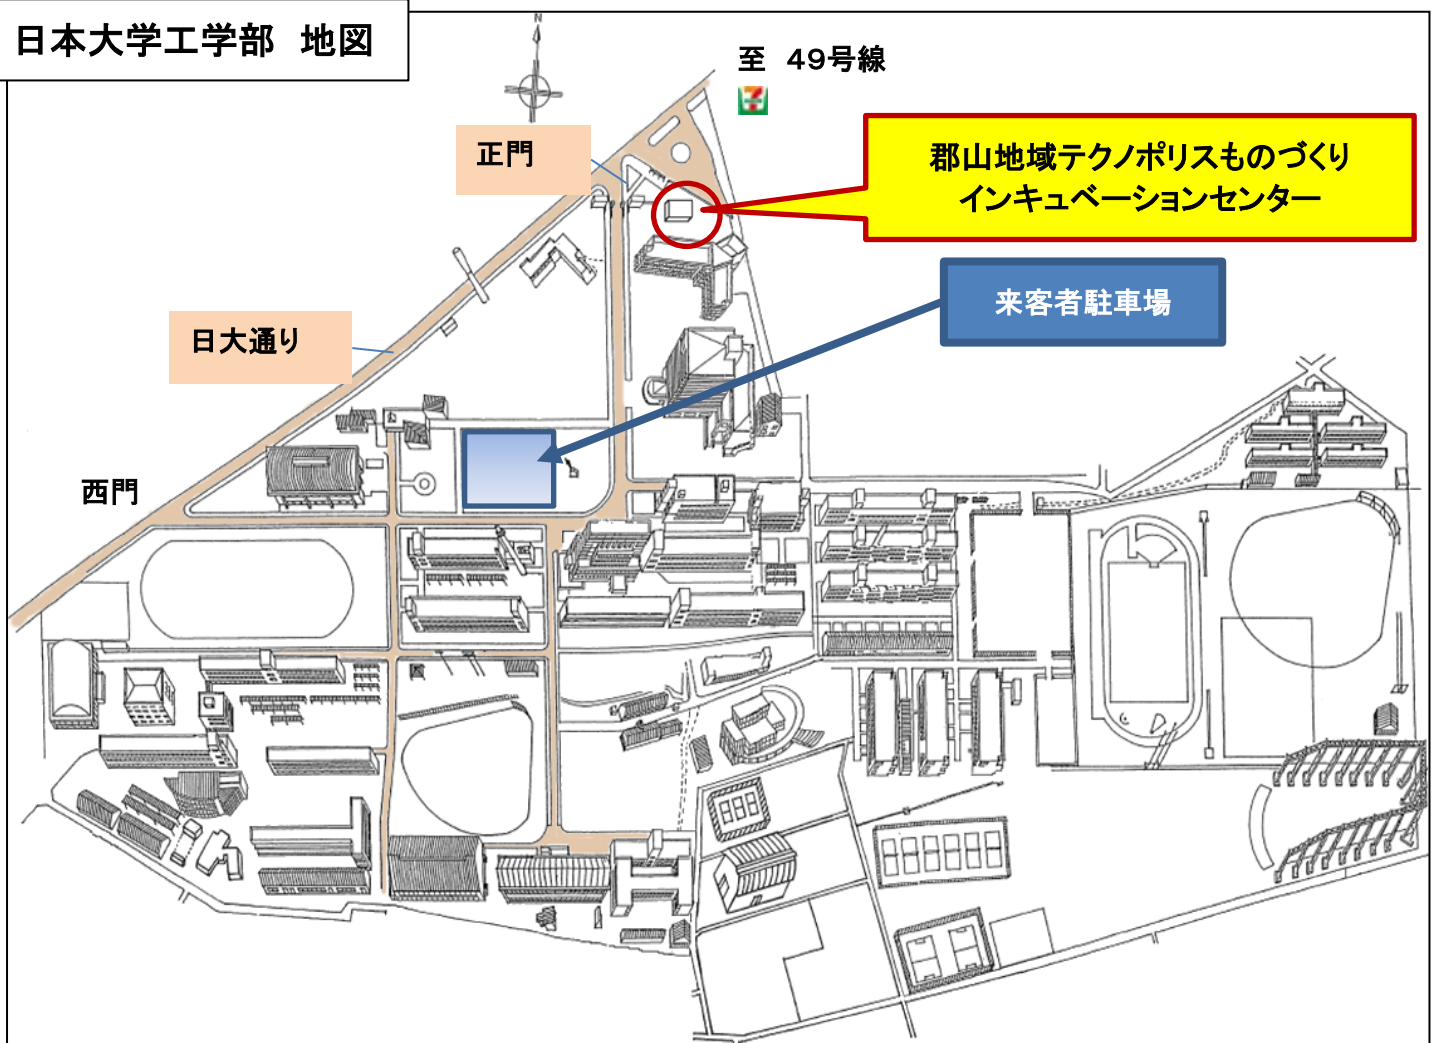 日本大学工学部 地図
N
至 49号線
7
正門
郡山地域テクノポリスものづくり
インキュベーションセンター
来客者駐車場
日大通り
西門